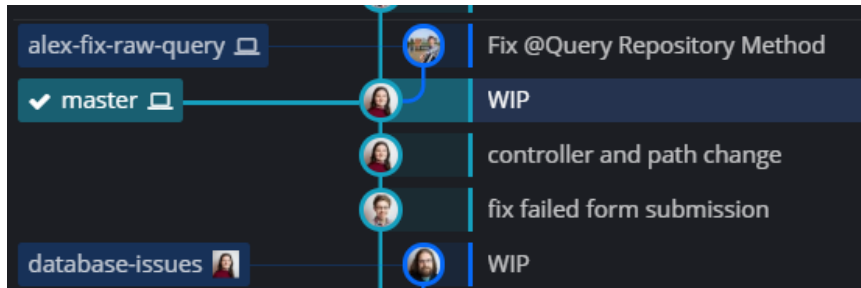 alex-fix-raw-query Fix @Query Repository Method
master WIP
controller and path change
fix failed form submission
database-issues WIP